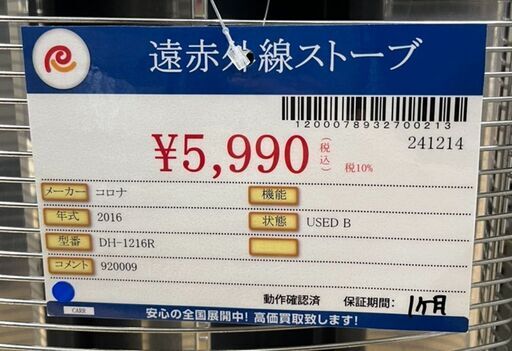 遠赤外線ストーブ
1200078932700213
¥5,990 (税込) 税10% 241214
メーカー コロナ 機能
年式 2016 状態 USED B
型番 DH-1216R
コメント 920009
動作確認済 保証期間: 1ヶ月
CARR 安心の全国展開中! 高価買取致します!